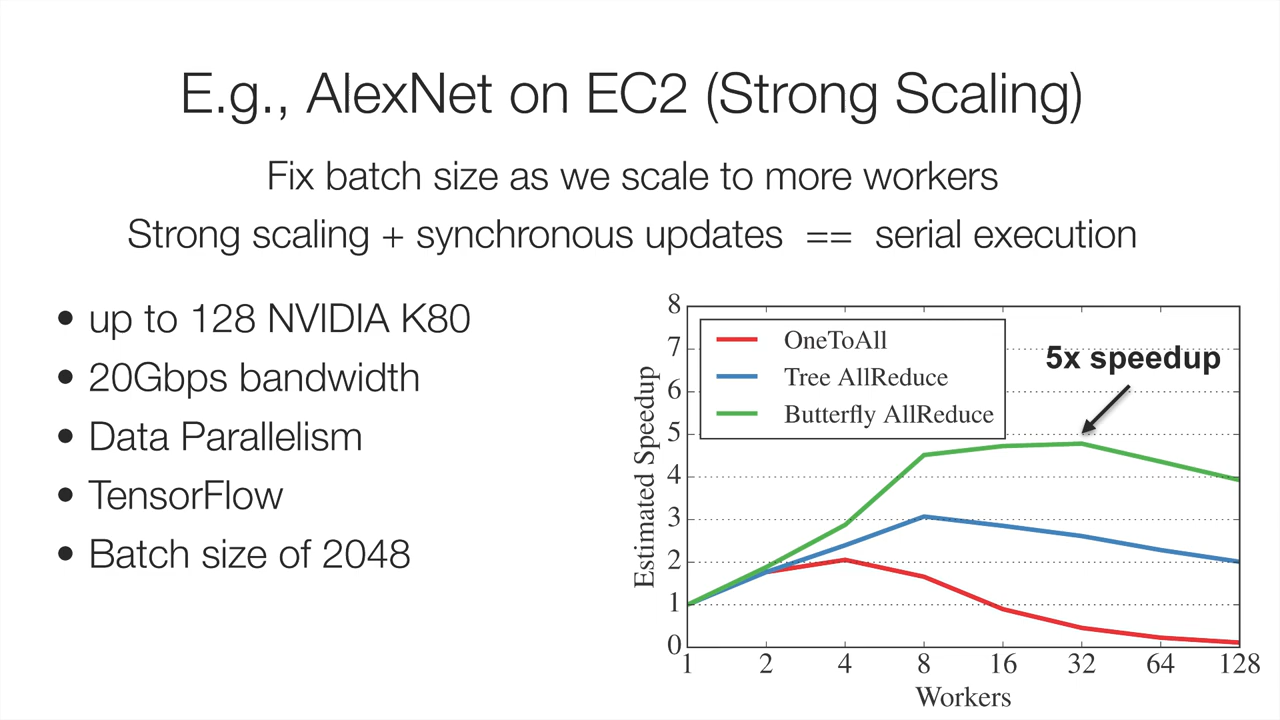 E.g., AlexNet on EC2 (Strong Scaling)
Fix batch size as we scale to more workers
Strong scaling + synchronous updates == serial execution
• up to 128 NVIDIA K80
• 20Gbps bandwidth
• Data Parallelism
• TensorFlow
• Batch size of 2048
8
7
6
5
4
3
2
1
0
Estimated Speedup
OneToAll
Tree AllReduce
Butterfly AllReduce
5x speedup
1 2 4 8 16 32 64 128
Workers